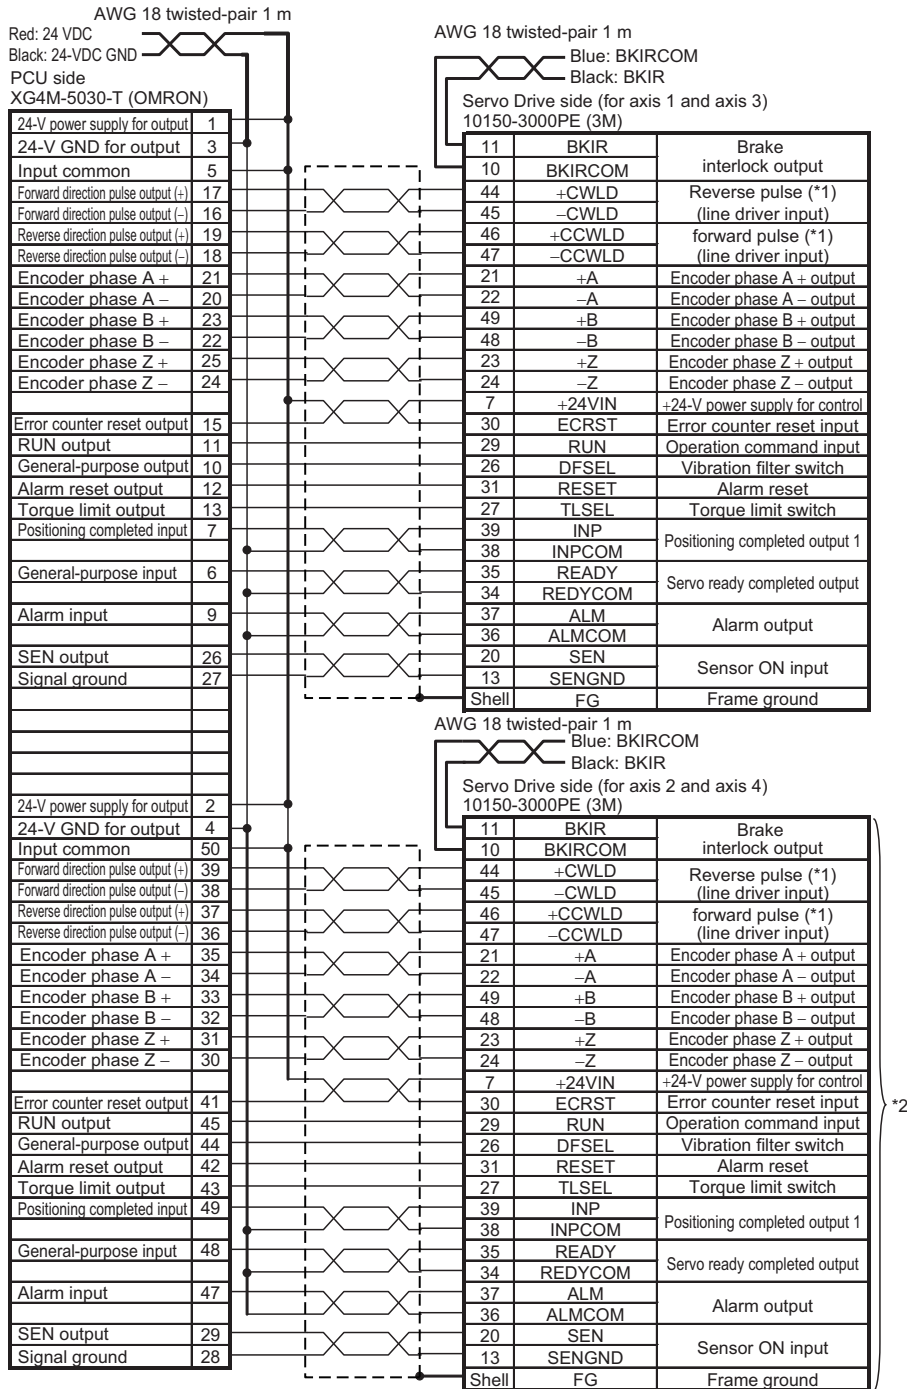 AWG 18 twisted-pair 1 m
Red: 24 VDC
Black: 24-VDC GND
PCU side
XG4M-5030-T (OMRON)
AWG 18 twisted-pair 1 m
Blue: BKIRCOM
Black: BKIR
Servo Drive side (for axis 1 and axis 3)
10150-3000PE (3M)
24-V power supply for output 1
24-V GND for output 3
Input common 5
Forward direction pulse output (+) 17
Forward direction pulse output (−) 16
Reverse direction pulse output (+) 19
Reverse direction pulse output (−) 18
Encoder phase A + 21
Encoder phase A − 20
Encoder phase B + 23
Encoder phase B − 22
Encoder phase Z + 25
Encoder phase Z − 24
Error counter reset output 15
RUN output 11
General-purpose output 10
Alarm reset output 12
Torque limit output 13
Positioning completed input 7
General-purpose input 6
Alarm input 9
SEN output 26
Signal ground 27
11 BKIR Brake
10 BKIRCOM interlock output
44 +CWLD Reverse pulse (*1)
45 −CWLD (line driver input)
46 +CCWLD forward pulse (*1)
47 −CCWLD (line driver input)
21 +A Encoder phase A + output
22 −A Encoder phase A − output
49 +B Encoder phase B + output
48 −B Encoder phase B − output
23 +Z Encoder phase Z + output
24 −Z Encoder phase Z − output
7 +24VIN +24-V power supply for control
30 ECRST Error counter reset input
29 RUN Operation command input
26 DFSEL Vibration filter switch
31 RESET Alarm reset
27 TLSEL Torque limit switch
39 INP Positioning completed output 1
38 INPCOM
35 READY Servo ready completed output
34 REDYCOM
37 ALM Alarm output
36 ALMCOM
20 SEN Sensor ON input
13 SENGND
Shell FG Frame ground
AWG 18 twisted-pair 1 m
Blue: BKIRCOM
Black: BKIR
Servo Drive side (for axis 2 and axis 4)
10150-3000PE (3M)
24-V power supply for output 2
24-V GND for output 4
Input common 50
Forward direction pulse output (+) 39
Forward direction pulse output (−) 38
Reverse direction pulse output (+) 37
Reverse direction pulse output (−) 36
Encoder phase A + 35
Encoder phase A − 34
Encoder phase B + 33
Encoder phase B − 32
Encoder phase Z + 31
Encoder phase Z − 30
Error counter reset output 41
RUN output 45
General-purpose output 44
Alarm reset output 42
Torque limit output 43
Positioning completed input 49
General-purpose input 48
Alarm input 47
SEN output 29
Signal ground 28
11 BKIR Brake
10 BKIRCOM interlock output
44 +CWLD Reverse pulse (*1)
45 −CWLD (line driver input)
46 +CCWLD forward pulse (*1)
47 −CCWLD (line driver input)
21 +A Encoder phase A + output
22 −A Encoder phase A − output
49 +B Encoder phase B + output
48 −B Encoder phase B − output
23 +Z Encoder phase Z + output
24 −Z Encoder phase Z − output
7 +24VIN +24-V power supply for control
30 ECRST Error counter reset input
29 RUN Operation command input
26 DFSEL Vibration filter switch
31 RESET Alarm reset
27 TLSEL Torque limit switch
39 INP Positioning completed output 1
38 INPCOM
35 READY Servo ready completed output
34 REDYCOM
37 ALM Alarm output
36 ALMCOM
20 SEN Sensor ON input
13 SENGND
Shell FG Frame ground
*2